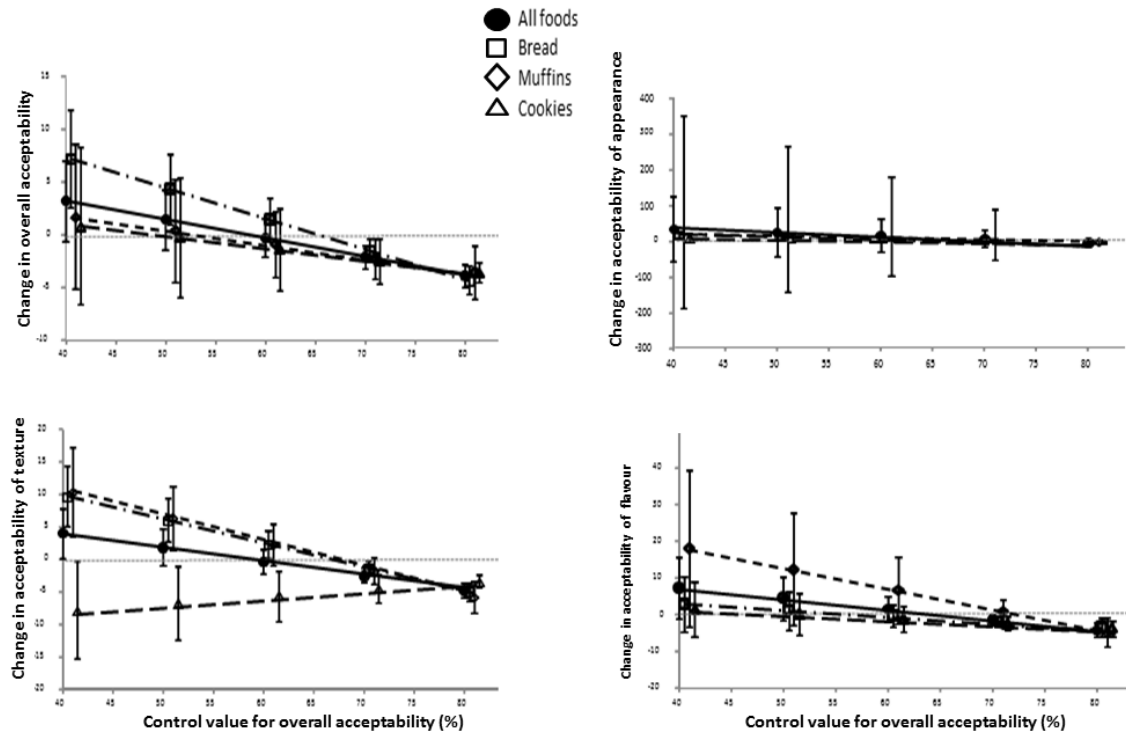 All foods
Bread
Muffins
Cookies
Change in overall acceptability
15
10
5
0
-5
-10
40 45 50 55 60 65 70 75 80
Change in acceptability of appearance
400
300
200
100
0
-100
-200
-300
40 45 50 55 60 65 70 75 80
Change in acceptability of texture
20
15
10
5
0
-5
-10
-15
-20
40 45 50 55 60 65 70 75 80
Control value for overall acceptability (%)
Change in acceptability of flavour
40
20
10
0
-10
-20
40 45 50 55 60 65 70 75 80
Control value for overall acceptability (%)